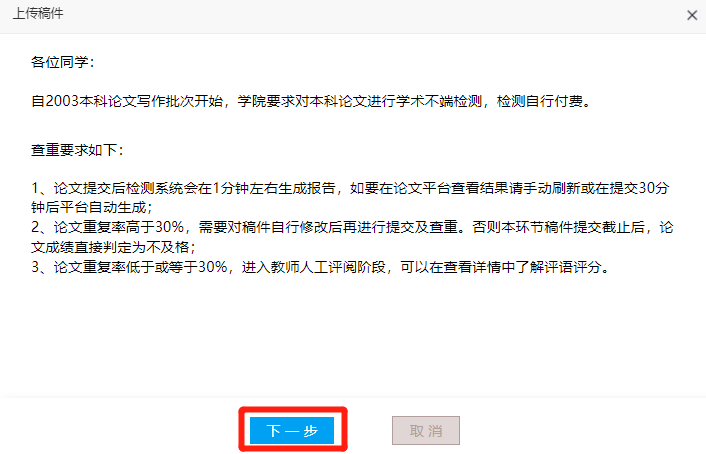 上传稿件
各位同学：
自2003本科论文写作批次开始，学院要求对本科论文进行学术不端检测，检测自行付费。
查重要求如下：
1、论文提交后检测系统会在1分钟左右生成报告，如要在论文平台查看结果请手动刷新或在提交30分
钟后平台自动生成；
2、论文重复率高于30%，需要对稿件自行修改后再进行提交及查重。否则本环节稿件提交截止后，论
文成绩直接判定为不及格；
3、论文重复率低于或等于30%，进入教师人工评阅阶段，可以在查看详情中了解评语评分。
下一步 取消